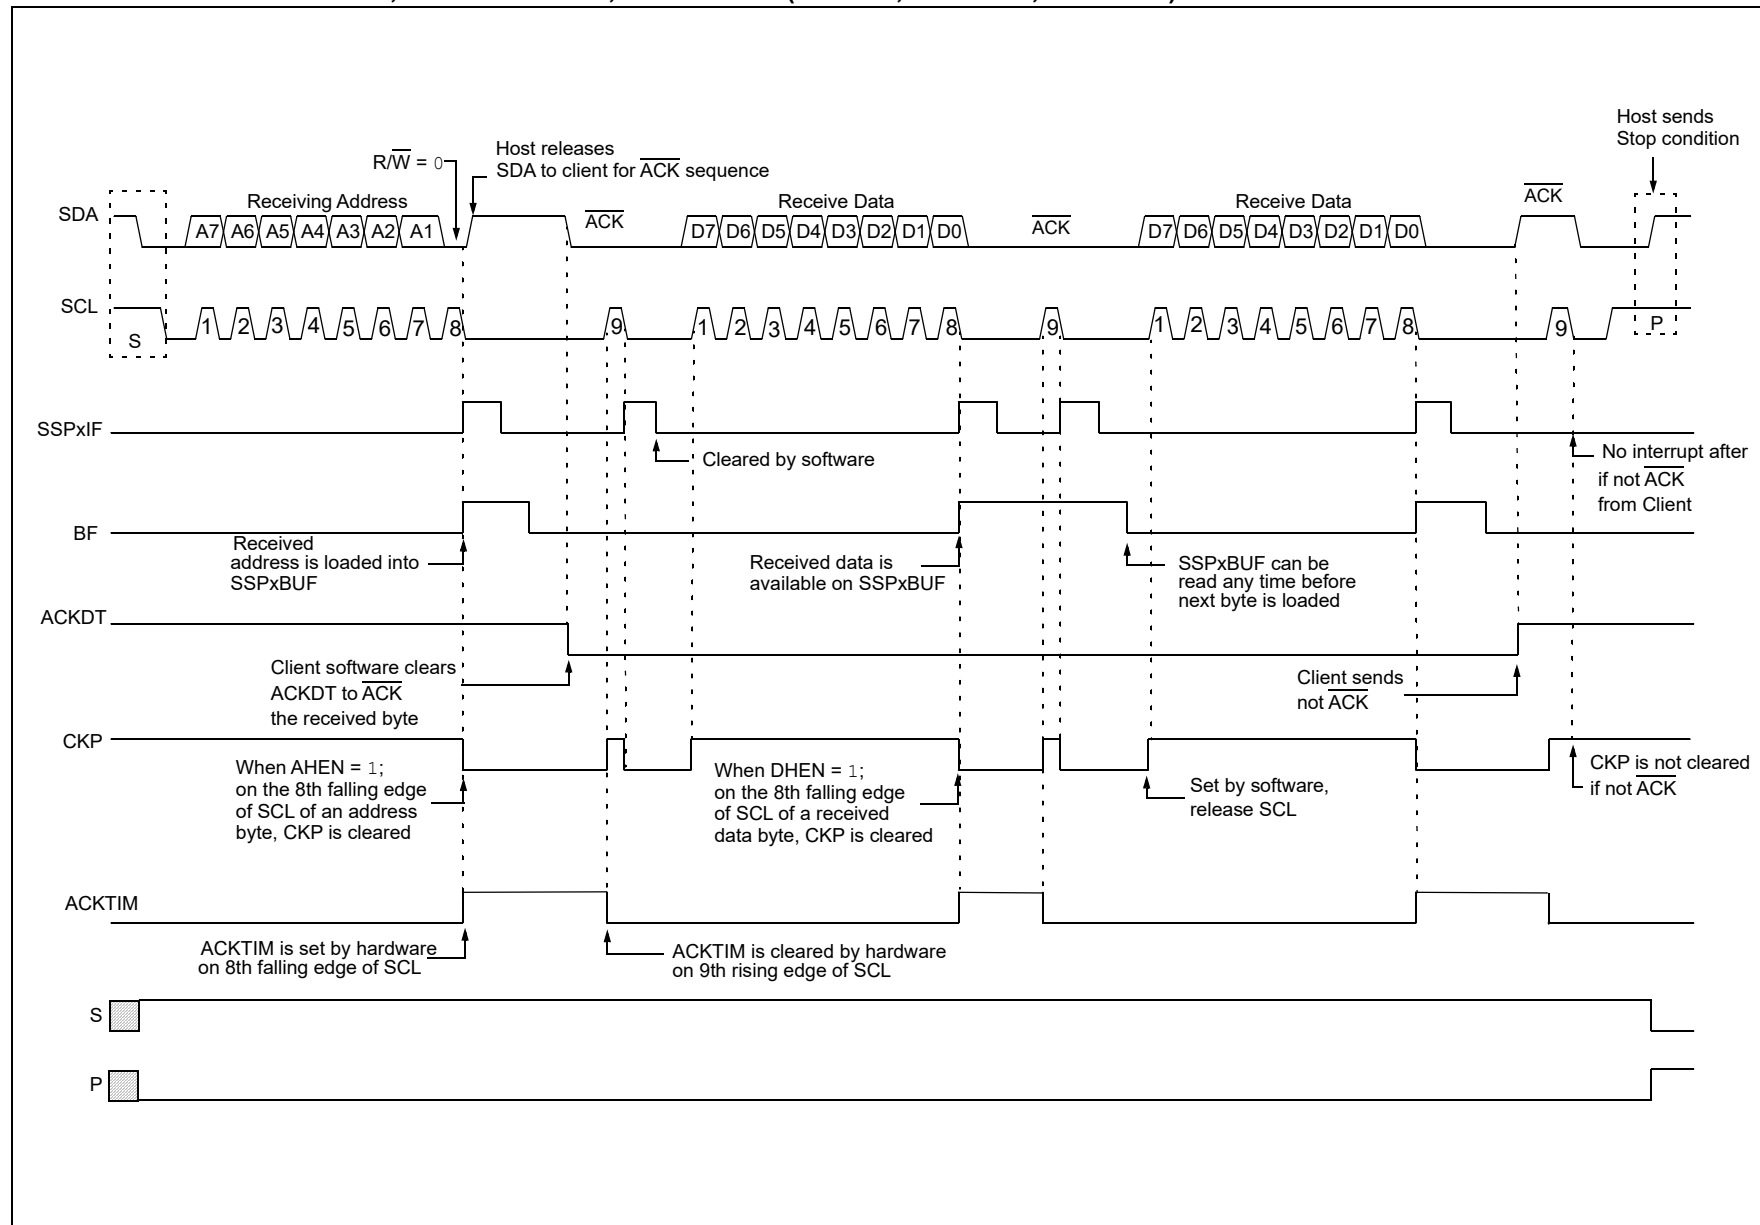 Host sends
Stop condition
Host releases
SDA to client for ACK sequence
R/W = 0
Receiving Address
ACK
Receive Data
ACK
Receive Data
ACK
SDA
A7 A6 A5 A4 A3 A2 A1
D7 D6 D5 D4 D3 D2 D1 D0
D7 D6 D5 D4 D3 D2 D1 D0
SCL
S
1 2 3 4 5 6 7 8 9
1 2 3 4 5 6 7 8 9
1 2 3 4 5 6 7 8 9
P
SSPxIF
Cleared by software
No interrupt after
if not ACK
from Client
BF
Received
address is loaded into
SSPxBUF
Received data is
available on SSPxBUF
SSPxBUF can be
read any time before
next byte is loaded
ACKDT
Client software clears
ACKDT to ACK
the received byte
Client sends
not ACK
CKP
When AHEN = 1;
on the 8th falling edge
of SCL of an address
byte, CKP is cleared
When DHEN = 1;
on the 8th falling edge
of SCL of a received
data byte, CKP is cleared
Set by software,
release SCL
CKP is not cleared
if not ACK
ACKTIM
ACKTIM is set by hardware
on 8th falling edge of SCL
ACKTIM is cleared by hardware
on 9th rising edge of SCL
S
P